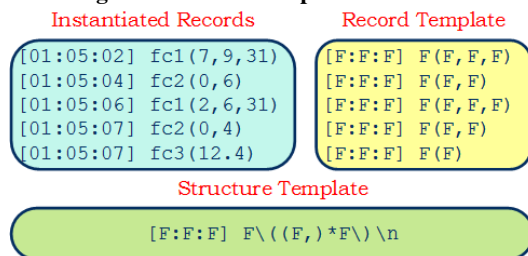 Instantiated Records
[01:05:02] fc1(7,9,31)
[01:05:04] fc2(0,6)
[01:05:06] fc1(2,6,31)
[01:05:07] fc2(0,4)
[01:05:07] fc3(12.4)
Record Template
[F:F:F] F(F,F,F)
[F:F:F] F(F,F)
[F:F:F] F(F,F,F)
[F:F:F] F(F,F)
[F:F:F] F(F)
Structure Template
[F:F:F] F\((F,)*F\)\n